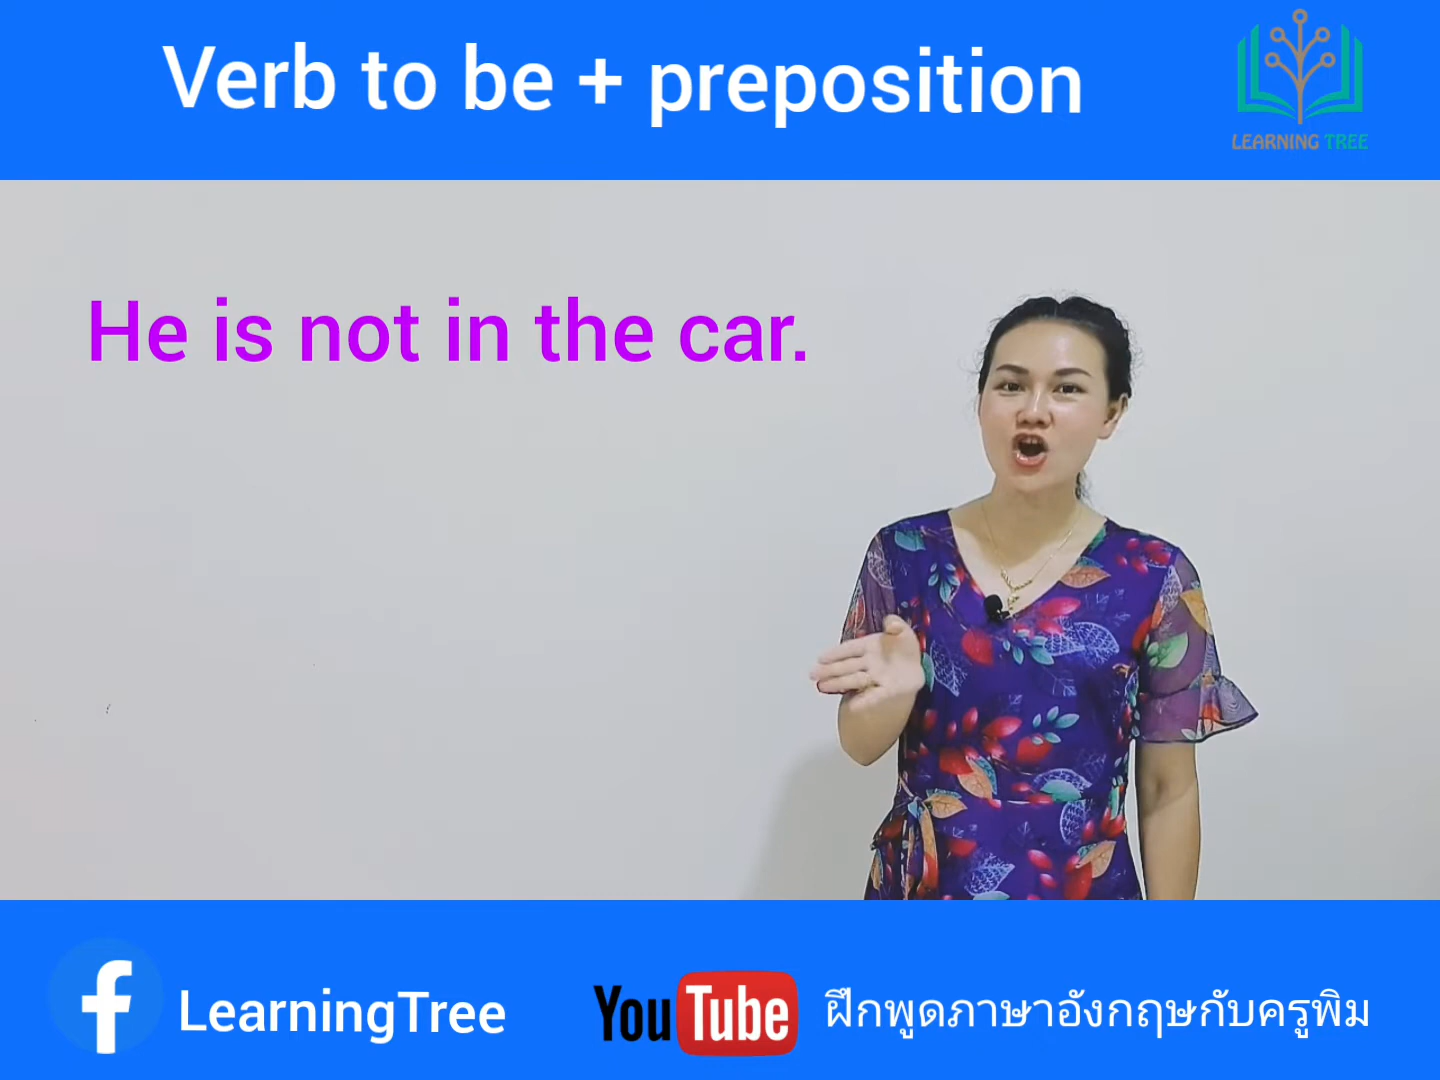 Verb to be + preposition
LEARNING TREE
He is not in the car.
LearningTree
YouTube
ฝึกพูดภาษาอังกฤษกับครูพิม